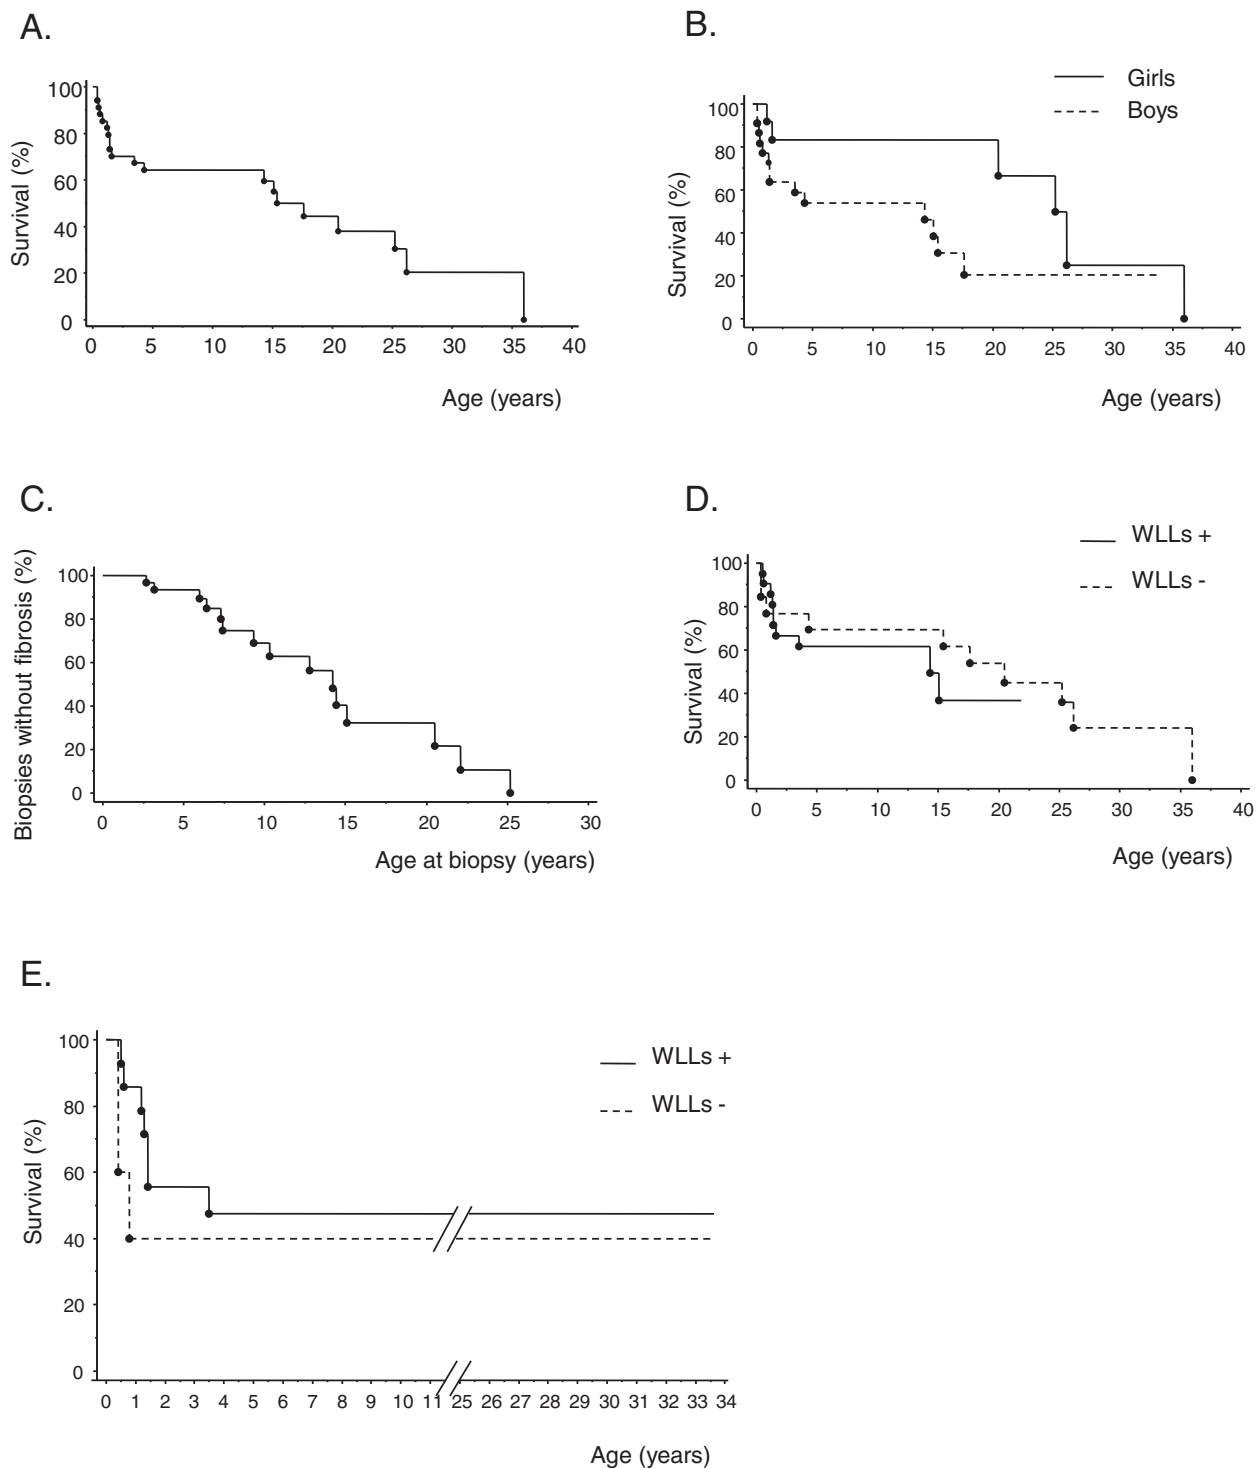 A.
Survival (%)
100
80
60
40
20
0
0 5 10 15 20 25 30 35 40
Age (years)
B.
Girls
Boys
Survival (%)
100
80
60
40
20
0
0 5 10 15 20 25 30 35 40
Age (years)
C.
Biopsies without fibrosis (%)
100
80
60
40
20
0
0 5 10 15 20 25 30
Age at biopsy (years)
D.
WLLs +
WLLs -
Survival (%)
100
80
60
40
20
0
0 5 10 15 20 25 30 35 40
Age (years)
E.
WLLs +
WLLs -
Survival (%)
100
80
60
40
20
0
0 1 2 3 4 5 6 7 8 9 10 11 25 26 27 28 29 30 31 32 33 34
Age (years)